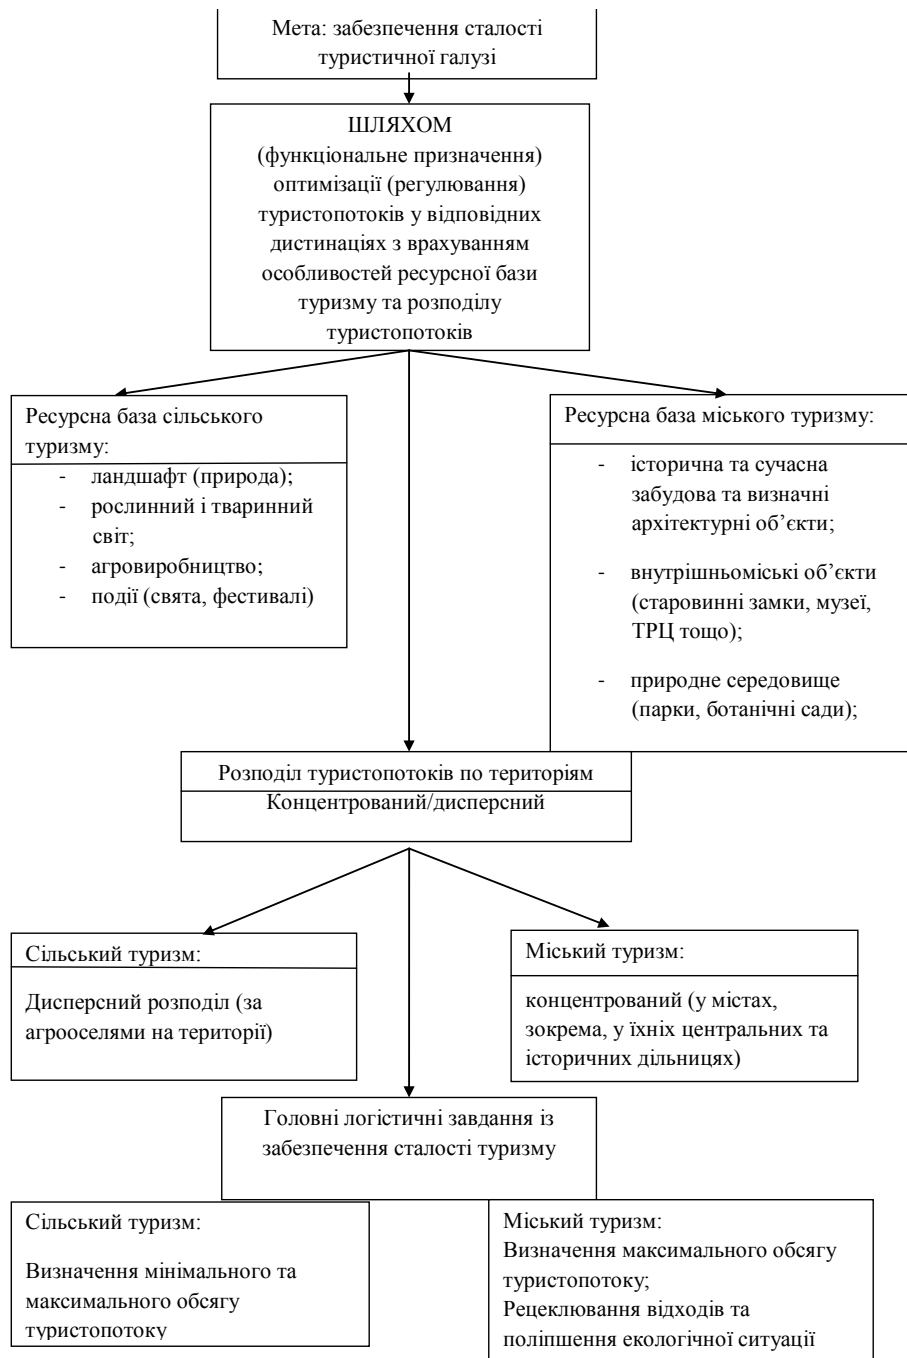 Мета: забезпечення сталості
туристичної галузі
ШЛЯХОМ
(функціональне призначення)
оптимізації (регулювання)
туристопотоків у відповідних
дистинаціях з врахуванням
особливостей ресурсної бази
туризму та розподілу
туристопотоків
Ресурсна база сільського
туризму:
- ландшафт (природа);
- рослинний і тваринний
світ;
- агровиробництво;
- події (свята, фестивалі)
Ресурсна база міського туризму:
- історична та сучасна
забудова та визначні
архітектурні об’єкти;
- внутрішньоміські об’єкти
(старовинні замки, музеї,
ТРЦ тощо);
- природне середовище
(парки, ботанічні сади);
Розподіл туристопотоків по територіям
Концентрований/дисперсний
Сільський туризм:
Дисперсний розподіл (за
агрооселями на території)
Міський туризм:
концентрований (у містах,
зокрема, у їхніх центральних та
історичних дільницях)
Головні логістичні завдання із
забезпечення сталості туризму
Сільський туризм:
Визначення мінімального та
максимального обсягу
туристопотоку
Міський туризм:
Визначення максимального обсягу
туристопотоку;
Рецеклювання відходів та
поліпшення екологічної ситуації